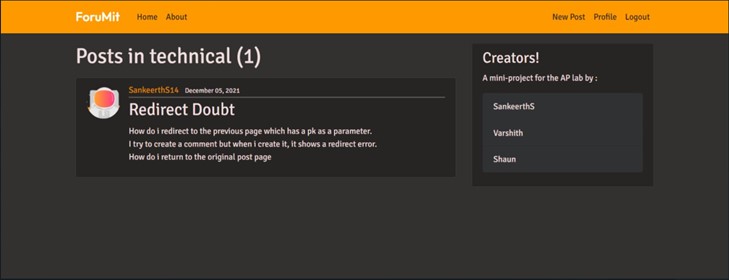 ForuMit Home About New Post Profile Logout
Posts in technical (1)
SankeerthS14 December 05, 2021
Redirect Doubt
How do i redirect to the previous page which has a pk as a parameter.
I try to create a comment but when i create it, it shows a redirect error.
How do i return to the original post page
Creators!
A mini-project for the AP lab by :
SankeerthS
Varshith
Shaun